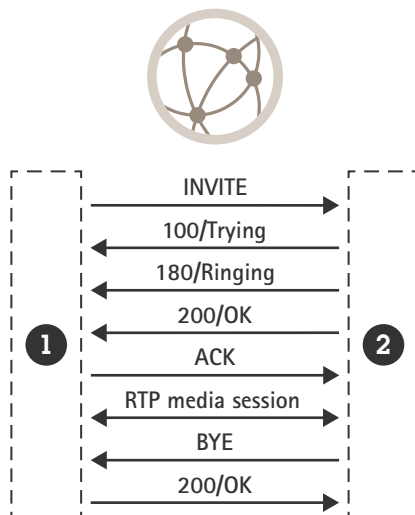 INVITE
100/Trying
180/Ringing
200/OK
1
2
ACK
RTP media session
BYE
200/OK